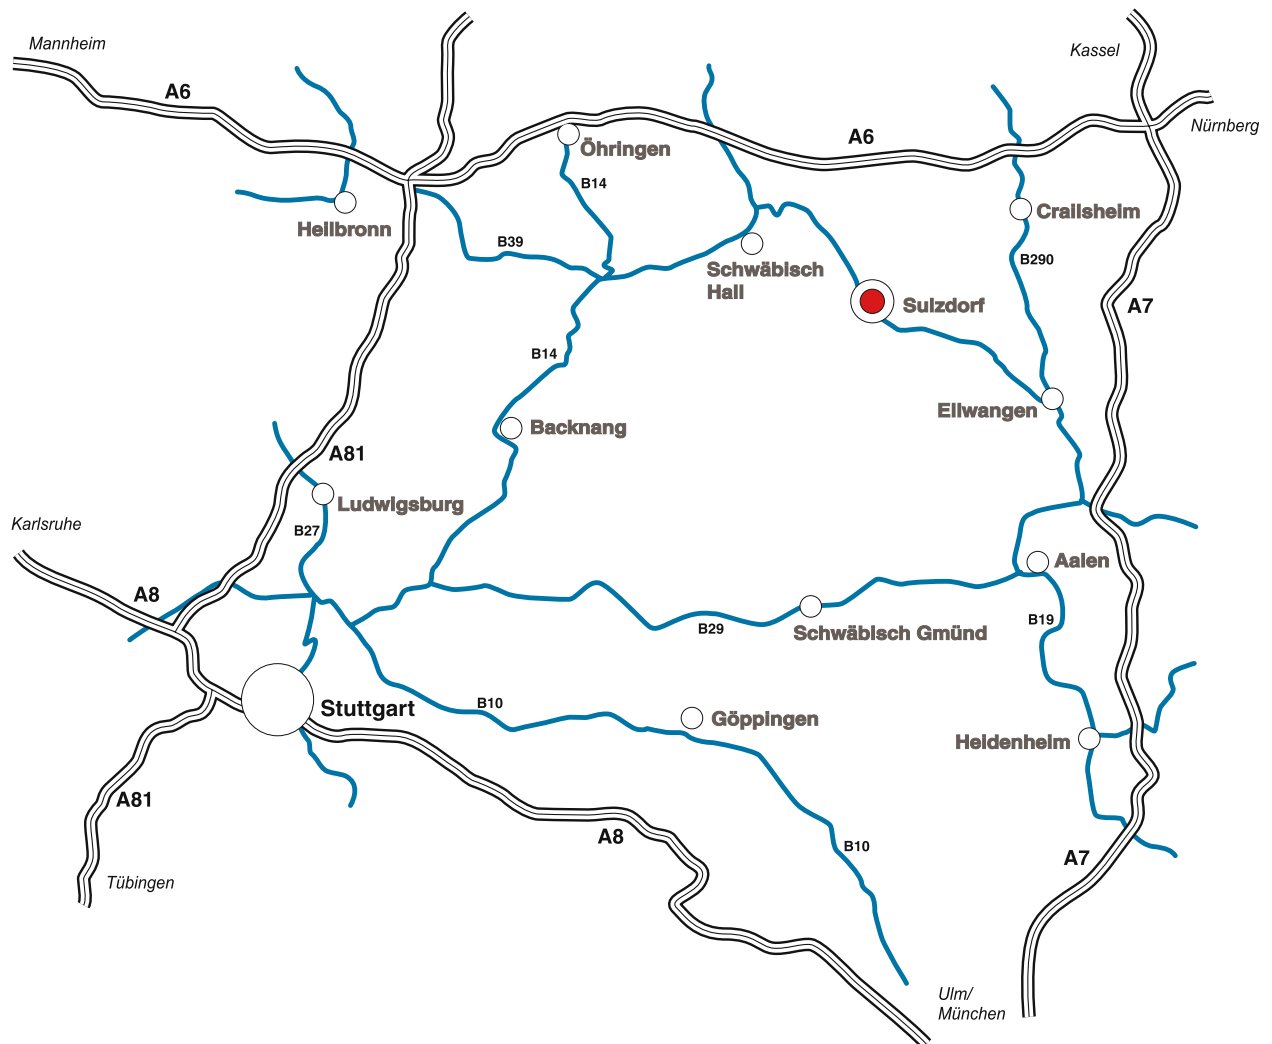 Mannheim
Kassel
A6
Nürnberg
A6
Öhringen
B14
Crailsheim
Heilbronn
B39
B290
Schwäbisch
Hall
Sulzdorf
A7
B14
Ellwangen
Backnang
A81
Ludwigsburg
Karlsruhe
B27
Aalen
A8
B19
B29
Schwäbisch Gmünd
B10
Stuttgart
Göppingen
Heidenheim
A81
A8
B10
A7
Tübingen
Ulm/
München